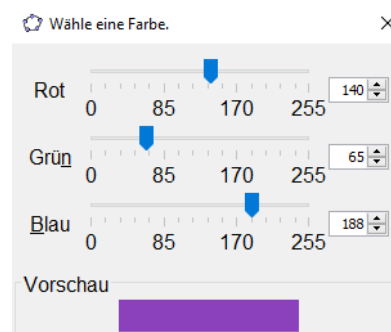 Wähle eine Farbe.
Rot 140
0 85 170 255
Grün 65
0 85 170 255
Blau 188
0 85 170 255
Vorschau